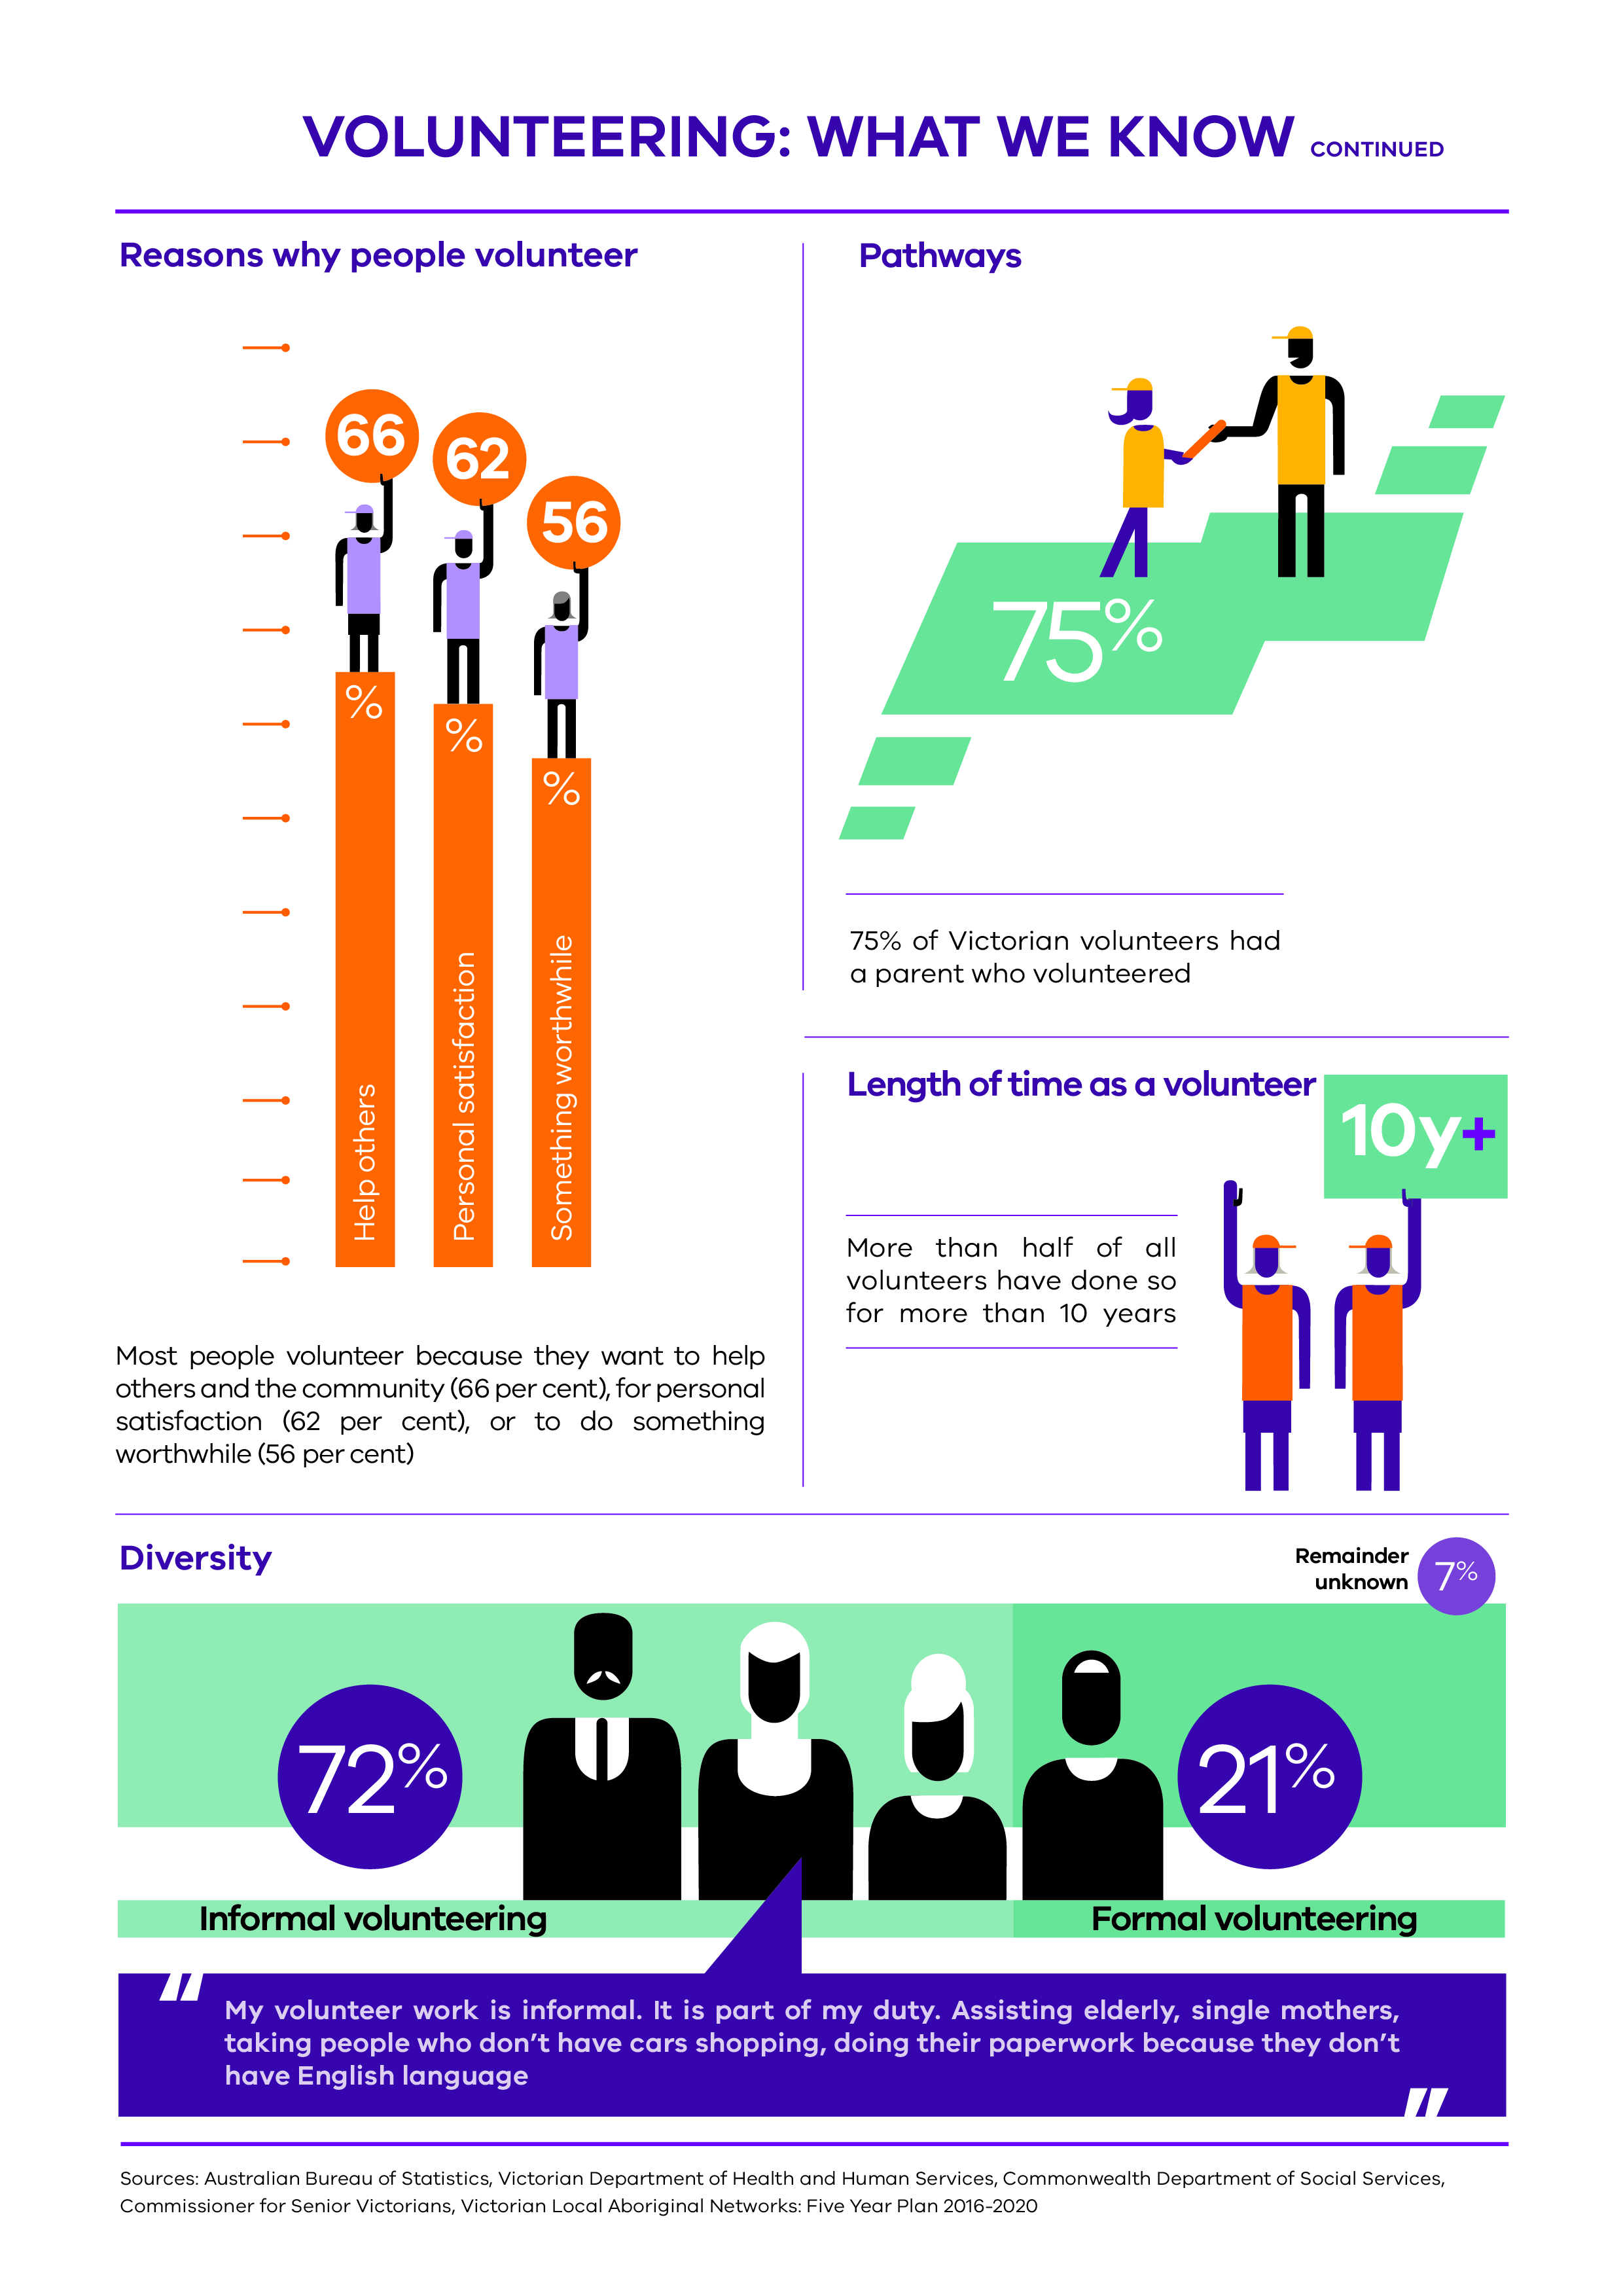 VOLUNTEERING: WHAT WE KNOW CONTINUED
Reasons why people volunteer
66
62
56
%
%
%
Help others
Personal satisfaction
Something worthwhile
Most people volunteer because they want to help
others and the community (66 per cent), for personal
satisfaction (62 per cent), or to do something
worthwhile (56 per cent)
Pathways
75%
75% of Victorian volunteers had
a parent who volunteered
Length of time as a volunteer
10y+
More than half of all
volunteers have done so
for more than 10 years
Diversity
Remainder
unknown
7%
72%
21%
Informal volunteering
Formal volunteering
"
My volunteer work is informal. It is part of my duty. Assisting elderly, single mothers,
taking people who don’t have cars shopping, doing their paperwork because they don’t
have English language
"
Sources: Australian Bureau of Statistics, Victorian Department of Health and Human Services, Commonwealth Department of Social Services,
Commissioner for Senior Victorians, Victorian Local Aboriginal Networks: Five Year Plan 2016-2020